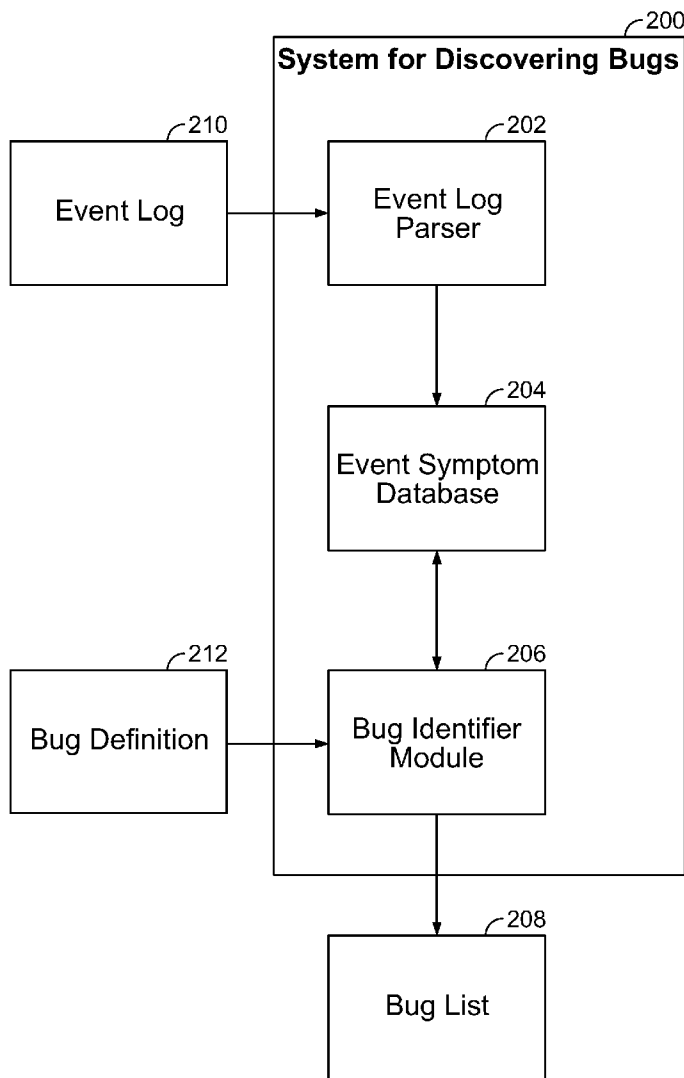 200
System for Discovering Bugs
210
202
Event Log
Event Log
Parser
204
Event Symptom
Database
212
206
Bug Definition
Bug Identifier
Module
208
Bug List